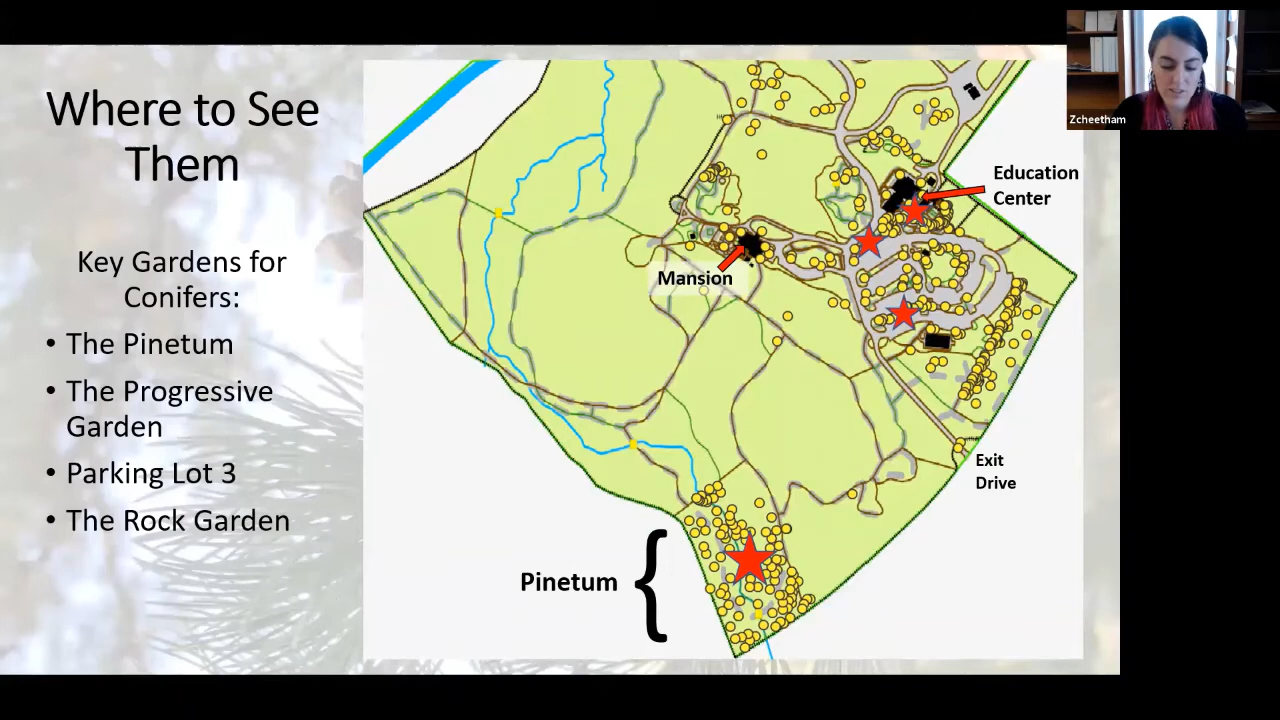 Where to See
Them
Key Gardens for
Conifers:
• The Pinetum
• The Progressive
Garden
• Parking Lot 3
• The Rock Garden
Education
Center
Mansion
Exit
Drive
Pinetum
{
Zcheetham